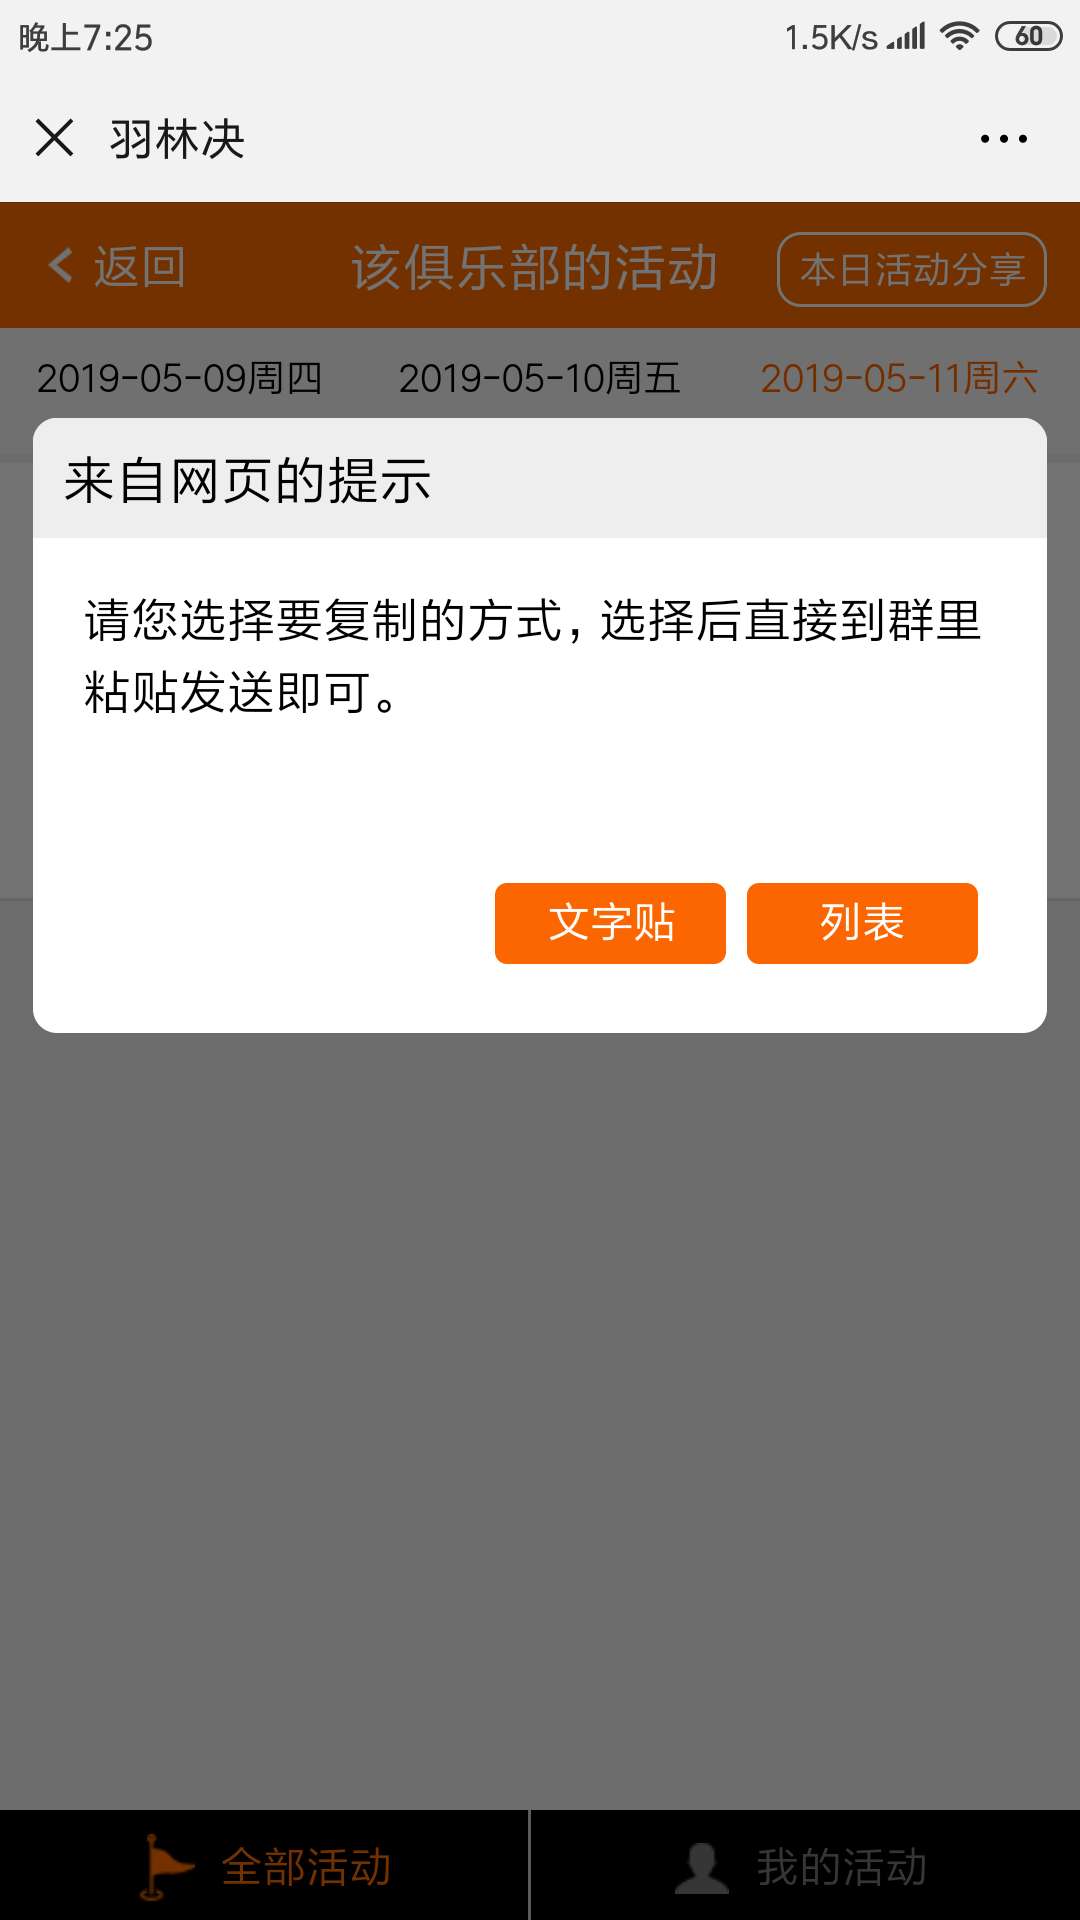 晚上7:25 1.5K/s 60
羽林决
返回 该俱乐部的活动 本日活动分享
2019-05-09周四 2019-05-10周五 2019-05-11周六
来自网页的提示
请您选择要复制的方式,选择后直接到群里
粘贴发送即可。
文字贴 列表
全部活动 我的活动